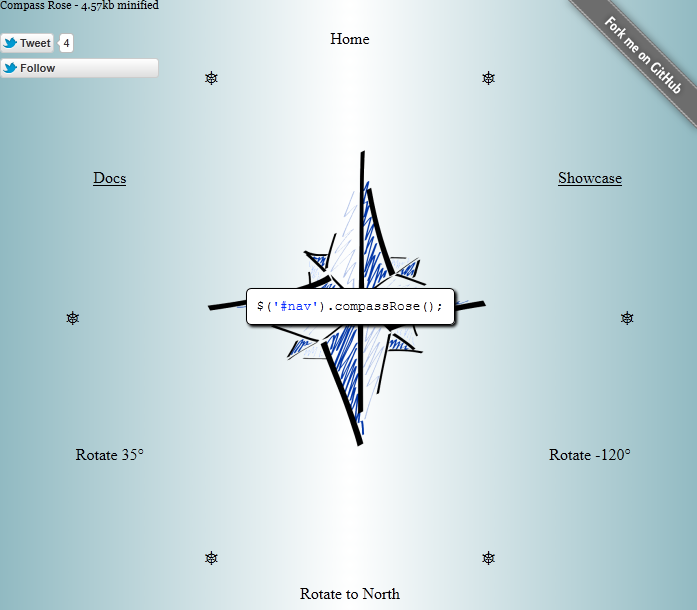 Compass Rose - 4.57kb minified
Tweet 4
Follow
Home
Fork me on GitHub
Docs
Showcase
$('#nav').compassRose();
Rotate 35°
Rotate -120°
Rotate to North